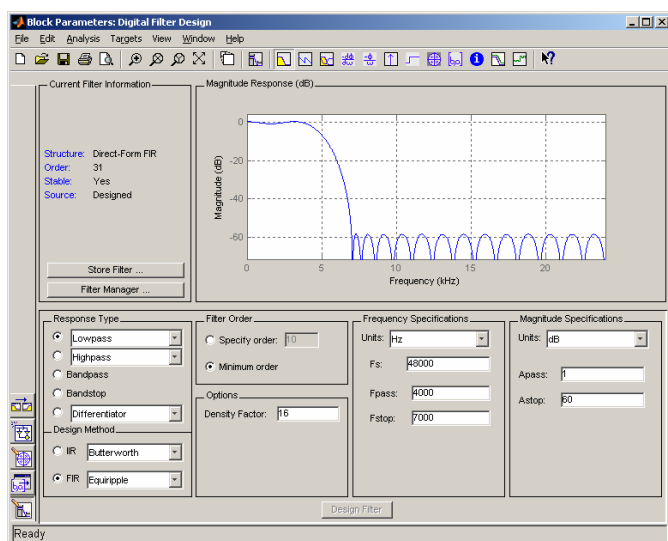 Block Parameters: Digital Filter Design
File Edit Analysis Targets View Window Help
Current Filter Information
Structure: Direct-Form FIR
Order: 31
Stable: Yes
Source: Designed
Store Filter ...
Filter Manager ...
Magnitude Response (dB)
Magnitude (dB)
0
-20
-40
-60
0 5 10 15 20
Frequency (kHz)
Response Type
Lowpass
Highpass
Bandpass
Bandstop
Differentiator
Design Method
IIR Butterworth
FIR Equiripple
Filter Order
Specify order: 10
Minimum order
Options
Density Factor: 16
Frequency Specifications
Units: Hz
Fs: 48000
Fpass: 4000
Fstop: 7000
Magnitude Specifications
Units: dB
Apass: 1
Astop: 60
Design Filter
Ready